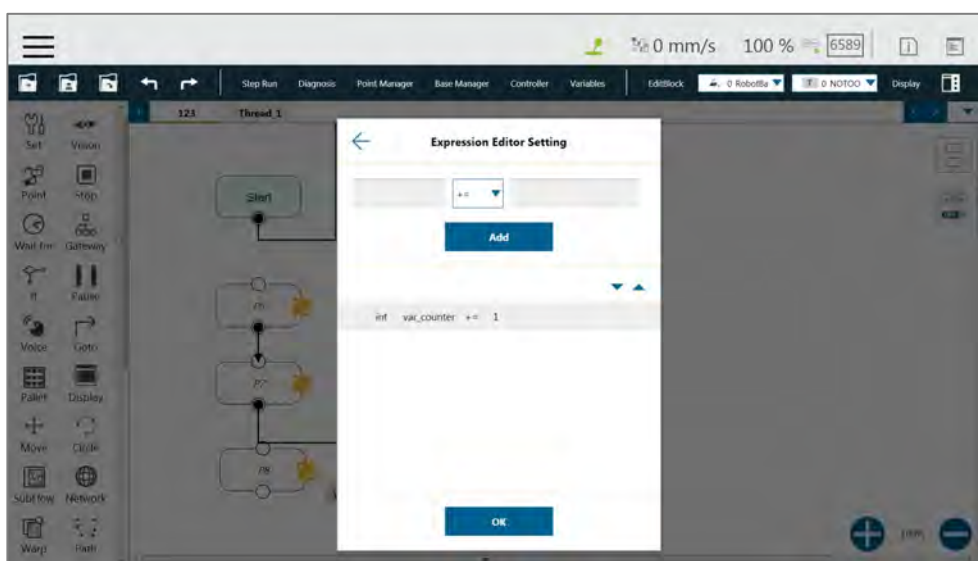 0 mm/s 100 % 6589
Step Run Diagnosis Point Manager Base Manager Controller Variables EditBlock 0 RobotBa T 0 NOTOO Display
123 Thread_1
Set Vision
Point Stop
Wait for Gateway
If Pause
Voice Goto
Pallet Display
Move Circle
SubFlow Network
Warp Path
Start
P7
P8
Expression Editor Setting
+=
Add
int var_counter += 1
OK